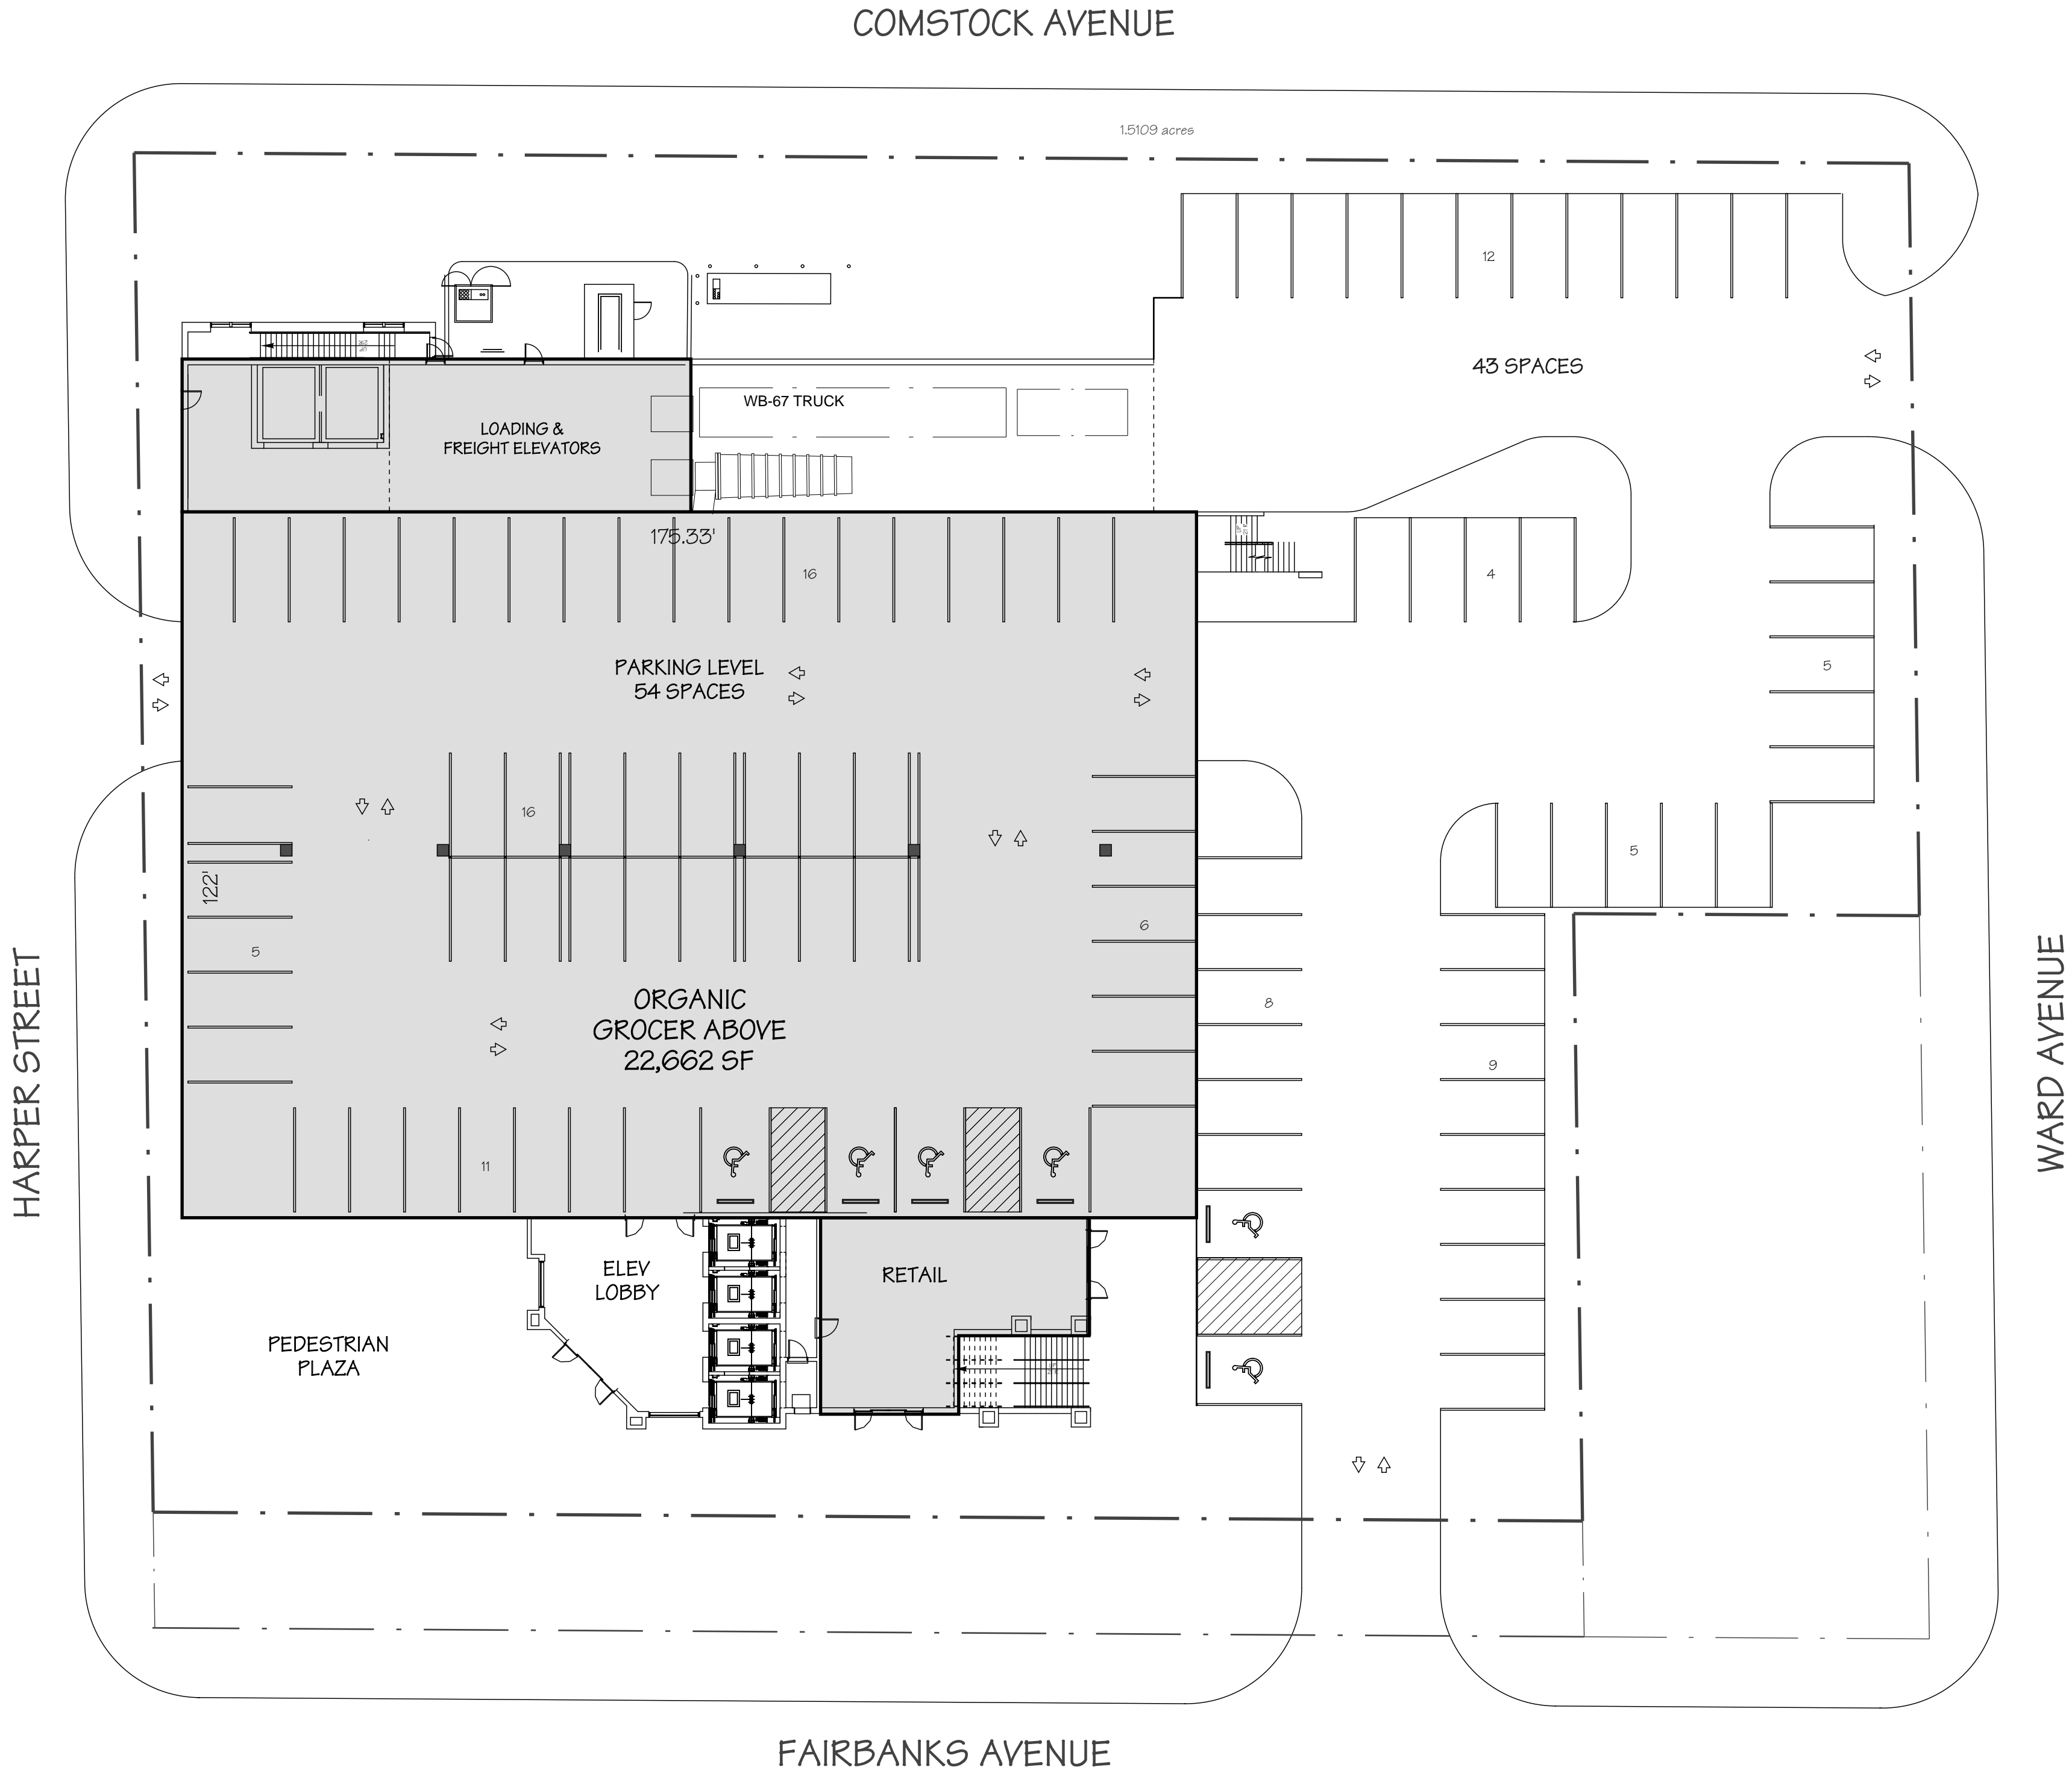 COMSTOCK AVENUE
1.5109 acres
12
43 SPACES
WB-67 TRUCK
LOADING &
FREIGHT ELEVATORS
175.33'
16
4
PARKING LEVEL
54 SPACES
5
16
5
122'
5
6
ORGANIC
GROCER ABOVE
22,662 SF
8
9
11
HARPER STREET
WARD AVENUE
ELEV
LOBBY
RETAIL
PEDESTRIAN
PLAZA
FAIRBANKS AVENUE